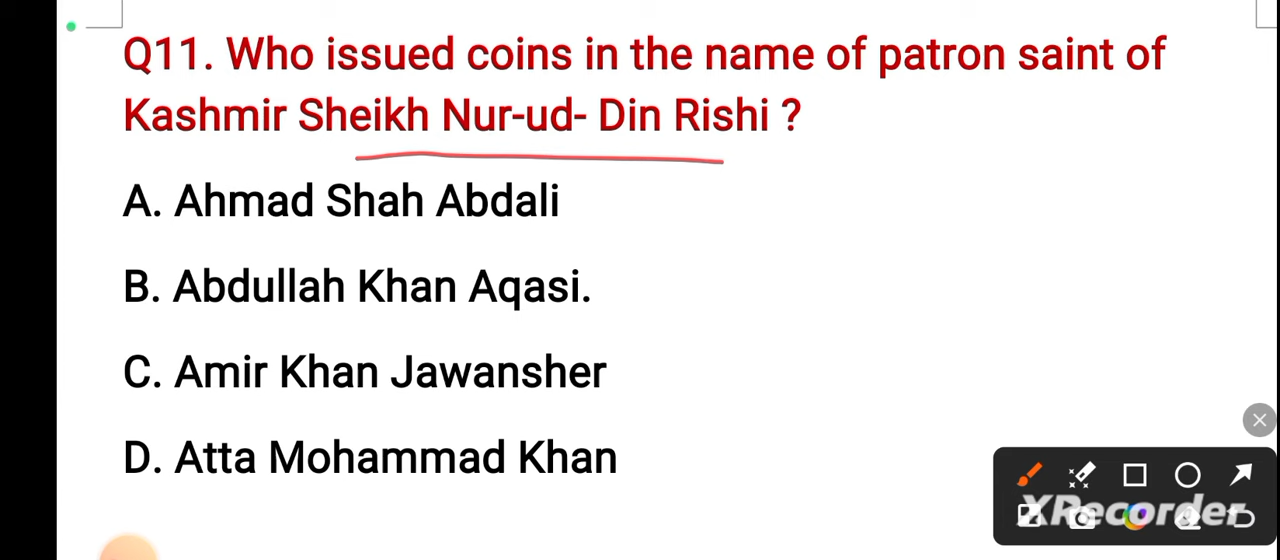 Q11. Who issued coins in the name of patron saint of
Kashmir Sheikh Nur-ud- Din Rishi ?
A. Ahmad Shah Abdali
B. Abdullah Khan Aqasi.
C. Amir Khan Jawansher
D. Atta Mohammad Khan
XRecorder